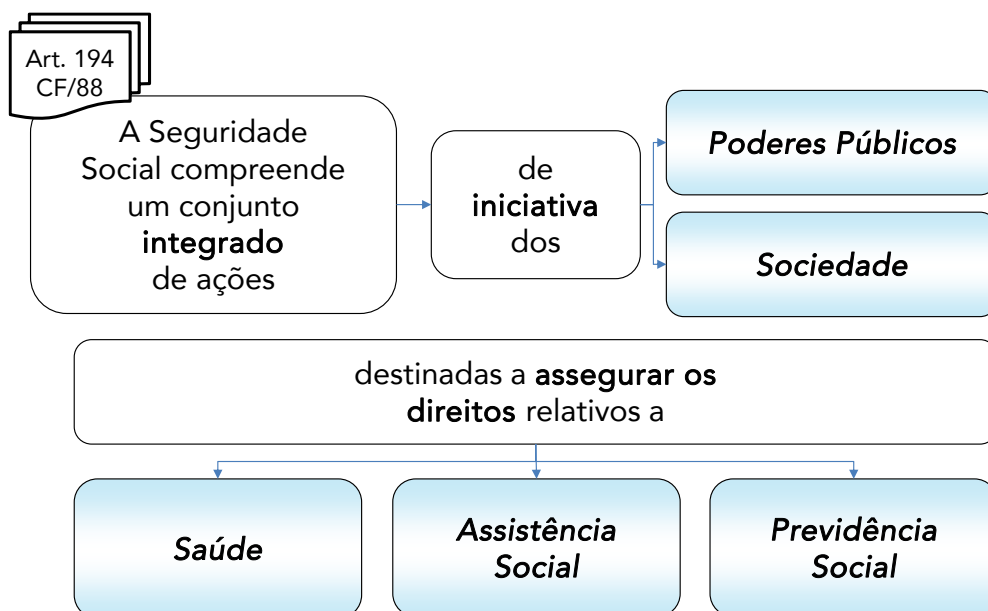 Art. 194
CF/88
A Seguridade
Social compreende
um conjunto
integrado
de ações
de
iniciativa
dos
Poderes Públicos
Sociedade
destinadas a assegurar os
direitos relativos a
Saúde
Assistência
Social
Previdência
Social